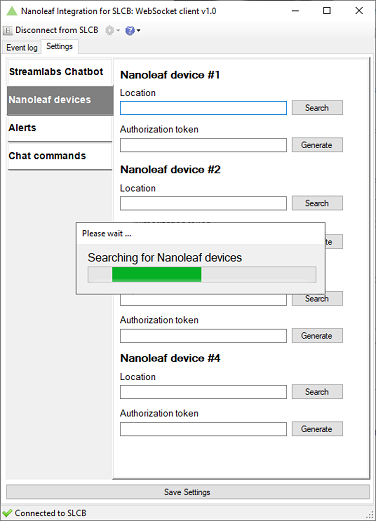 Nanoleaf Integration for SLCB: WebSocket client v1.0
Disconnect from SLCB
Event log Settings
Streamlabs Chatbot
Nanoleaf devices
Alerts
Chat commands
Nanoleaf device #1
Location
Search
Authorization token
Generate
Nanoleaf device #2
Location
Search
Please wait ...
Searching for Nanoleaf devices
Search
Authorization token
Generate
Nanoleaf device #4
Location
Search
Authorization token
Generate
Save Settings
Connected to SLCB